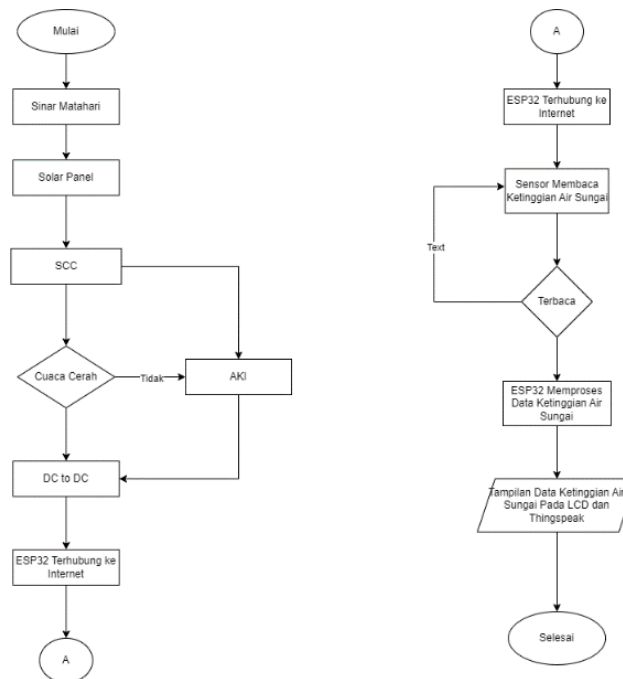 Mulai
Sinar Matahari
Solar Panel
SCC
Cuaca Cerah
Tidak
AKI
DC to DC
ESP32 Terhubung ke
Internet
A
A
ESP32 Terhubung ke
Internet
Sensor Membaca
Ketinggian Air Sungai
Text
Terbaca
ESP32 Memproses
Data Ketinggian Air
Sungai
Tampilan Data Ketinggian Air
Sungai Pada LCD dan
Thingspeak
Selesai